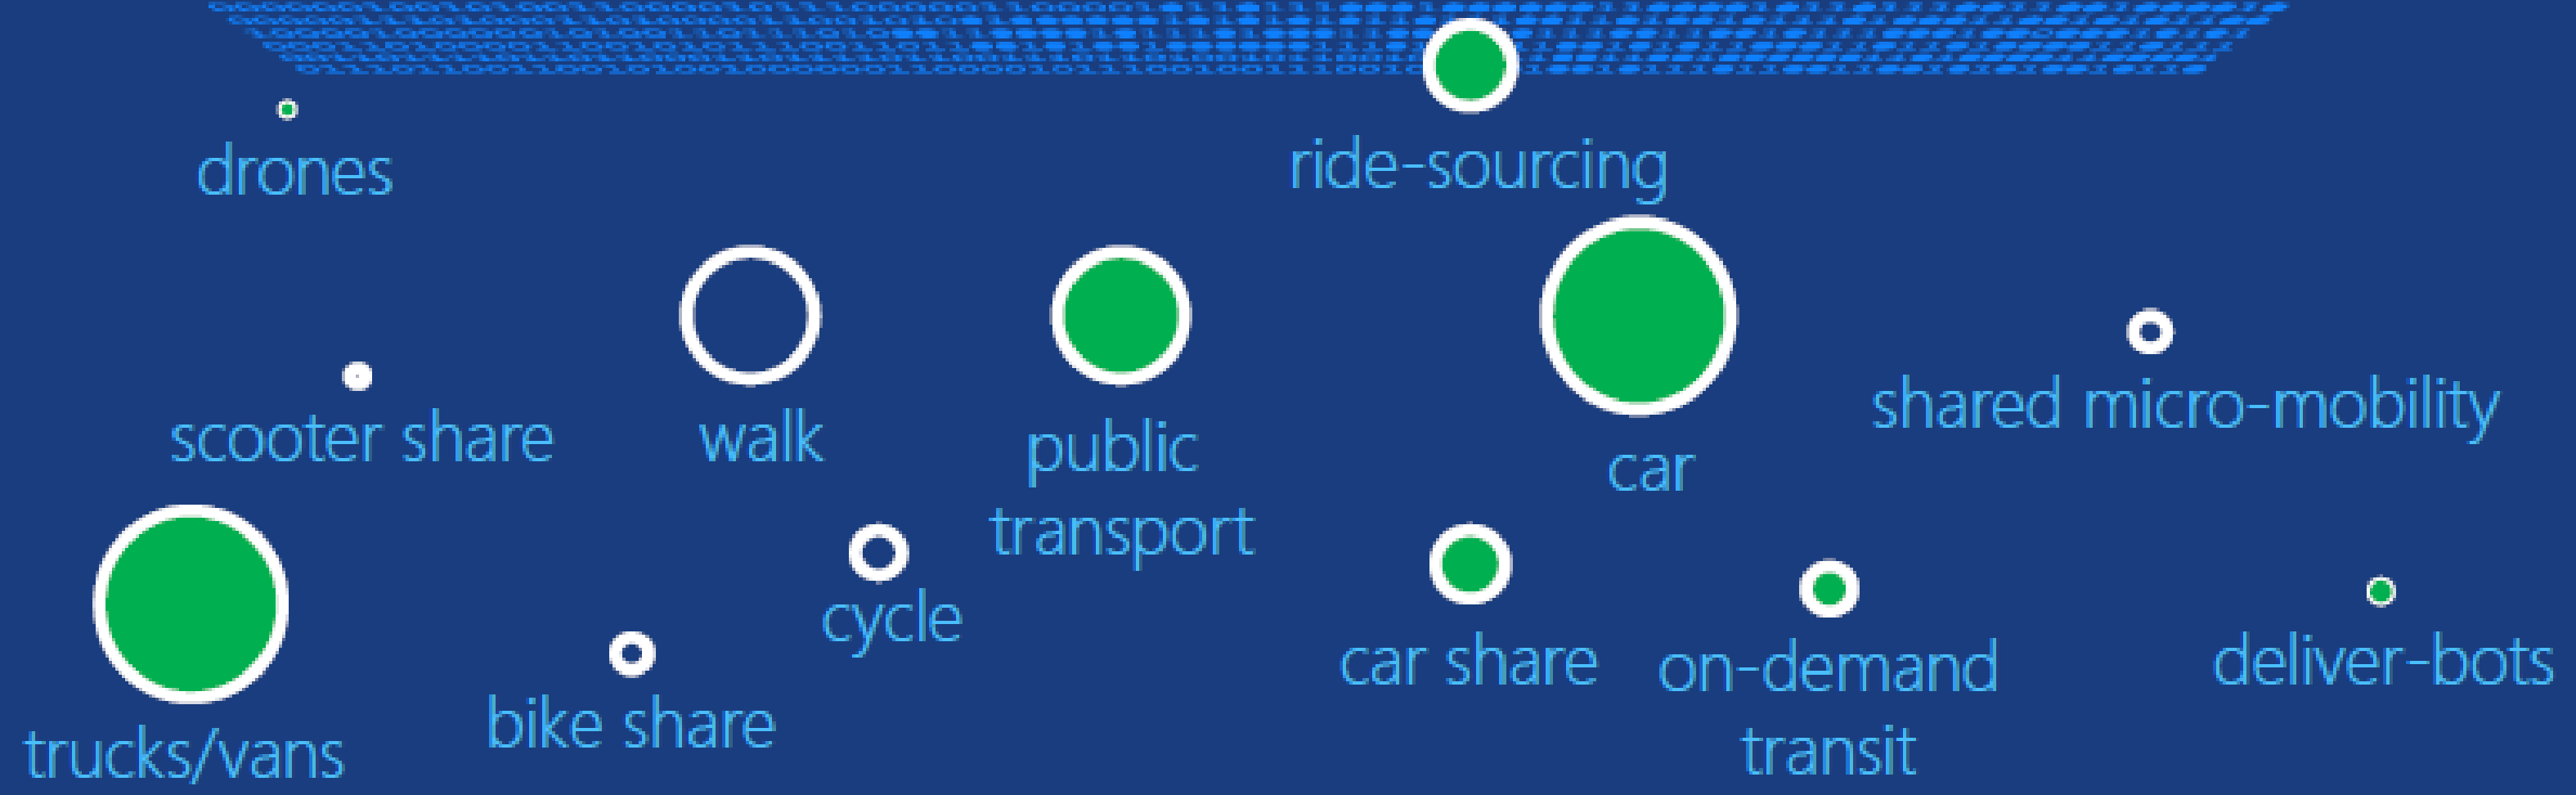 drones
ride-sourcing
scooter share
walk
public
transport
car
shared micro-mobility
trucks/vans
bike share
cycle
car share
on-demand
transit
deliver-bots